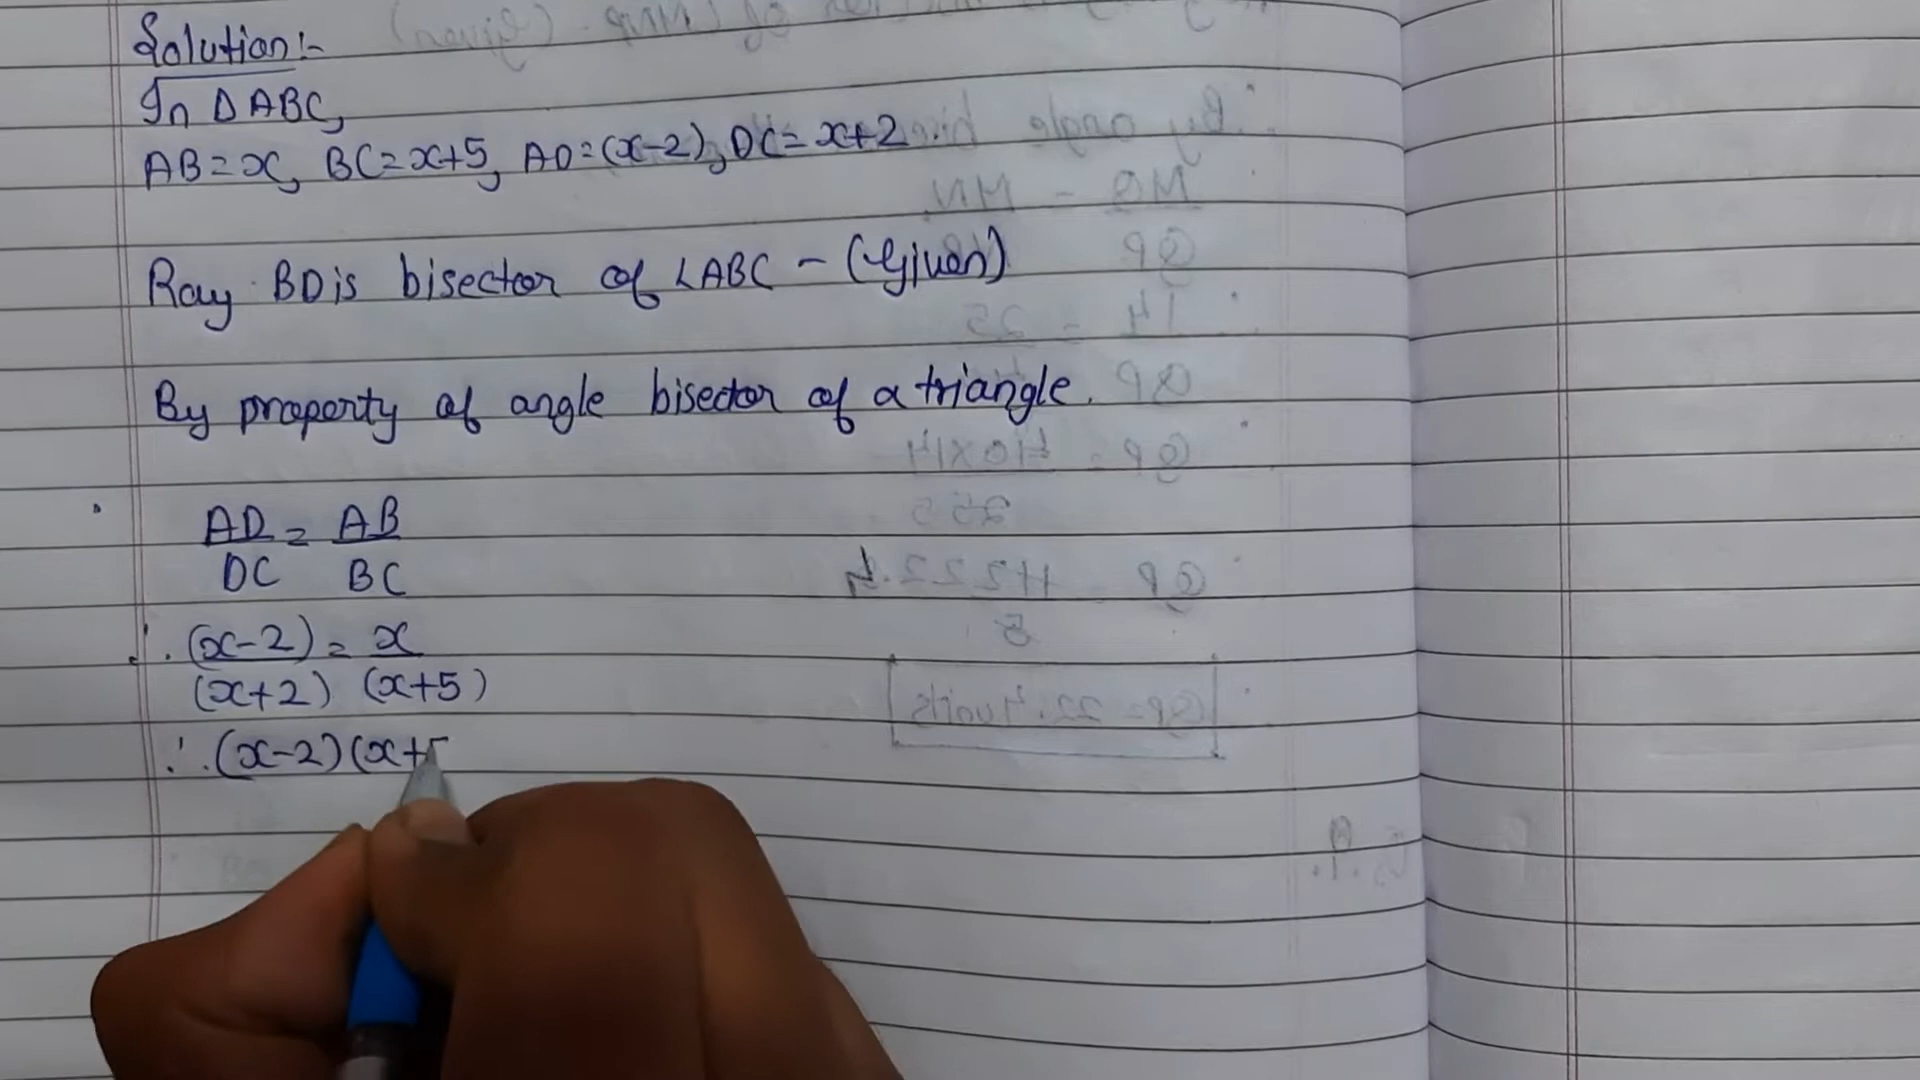 Solution:-
In ΔABC,
AB=x, BC=x+5, AD=(x-2), DC=x+2
Ray BD is bisector of ∠ABC - (Given)
By property of angle bisector of a triangle.
AD = AB
DC BC
∴ (x-2) = x
(x+2) (x+5)
∴ (x-2)(x+5